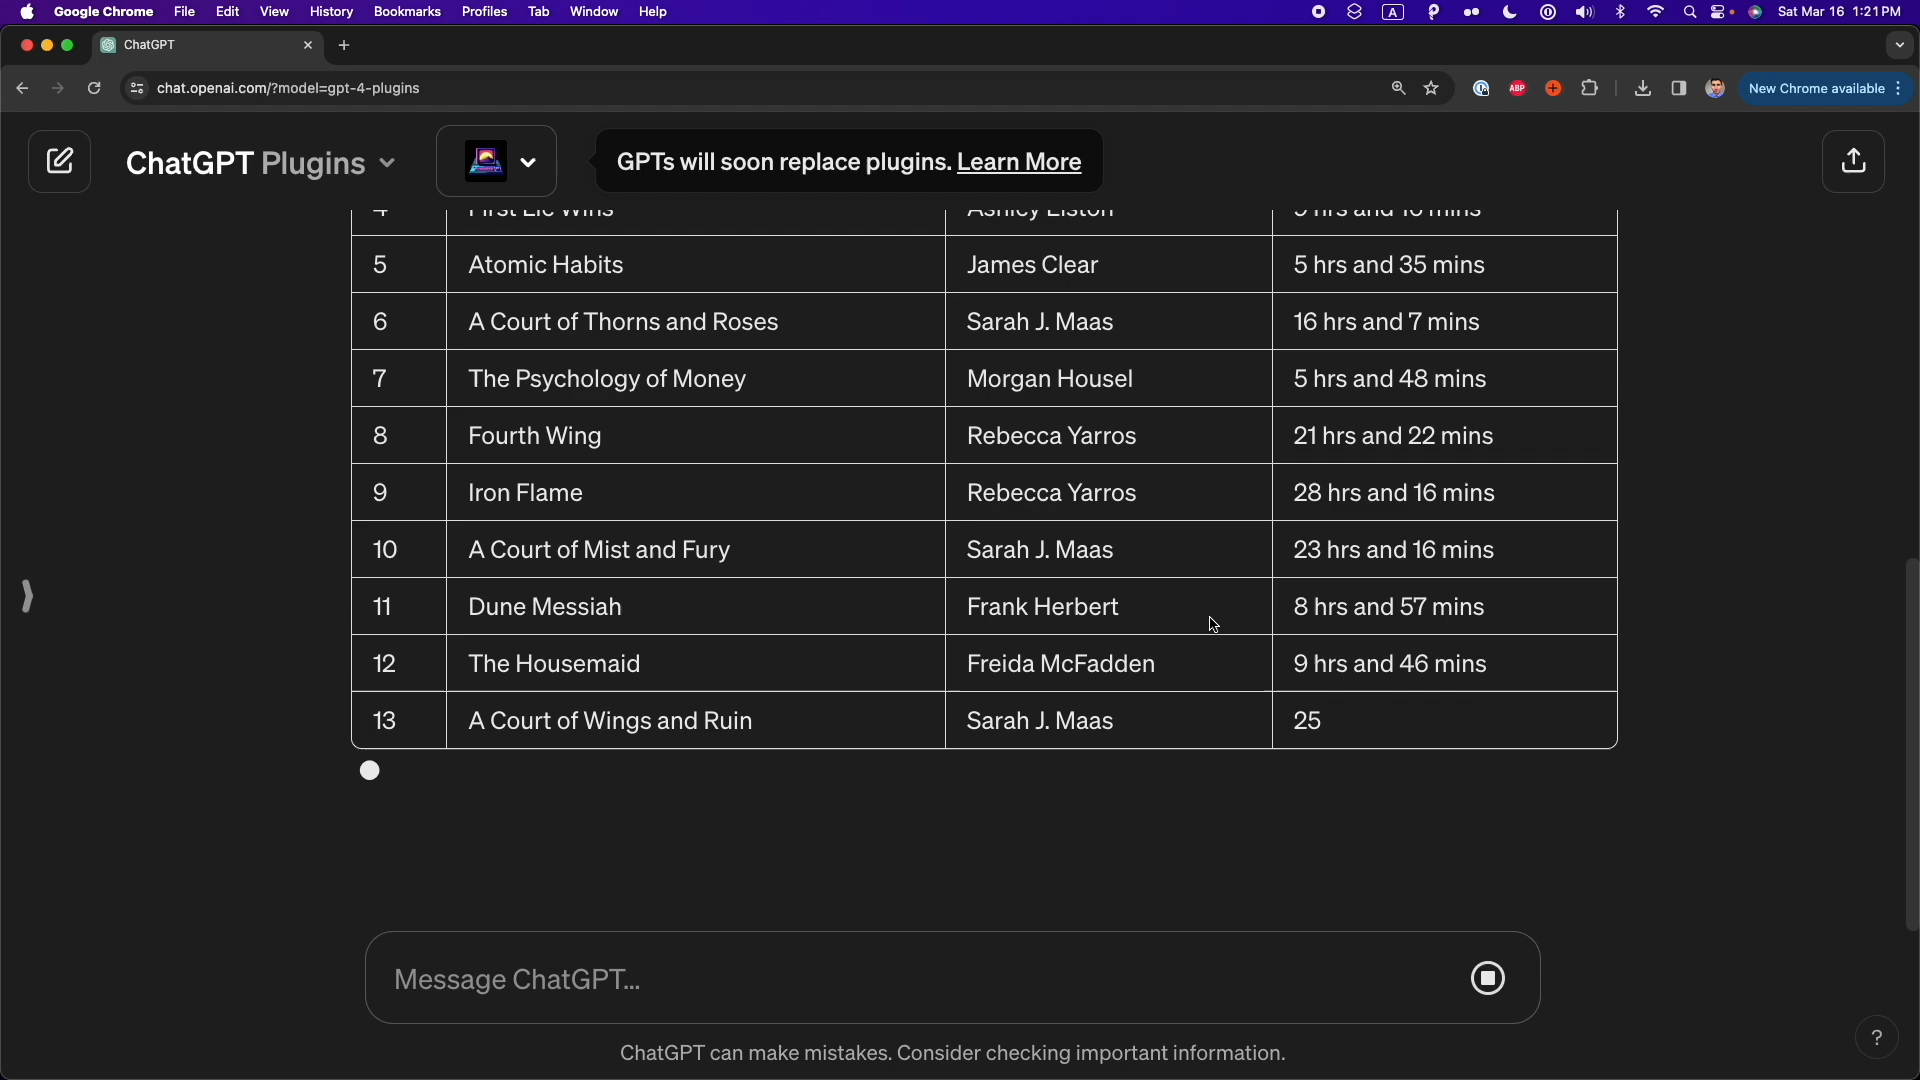 Google Chrome File Edit View History Bookmarks Profiles Tab Window Help A Sat Mar 16 1:21 PM
ChatGPT
chat.openai.com/?model=gpt-4-plugins ABP New Chrome available
ChatGPT Plugins GPTs will soon replace plugins. Learn More
4 First Lie Wins Ashley Elston
5 Atomic Habits James Clear 5 hrs and 35 mins
6 A Court of Thorns and Roses Sarah J. Maas 16 hrs and 7 mins
7 The Psychology of Money Morgan Housel 5 hrs and 48 mins
8 Fourth Wing Rebecca Yarros 21 hrs and 22 mins
9 Iron Flame Rebecca Yarros 28 hrs and 16 mins
10 A Court of Mist and Fury Sarah J. Maas 23 hrs and 16 mins
11 Dune Messiah Frank Herbert 8 hrs and 57 mins
12 The Housemaid Freida McFadden 9 hrs and 46 mins
13 A Court of Wings and Ruin Sarah J. Maas 25
Message ChatGPT...
ChatGPT can make mistakes. Consider checking important information.
?